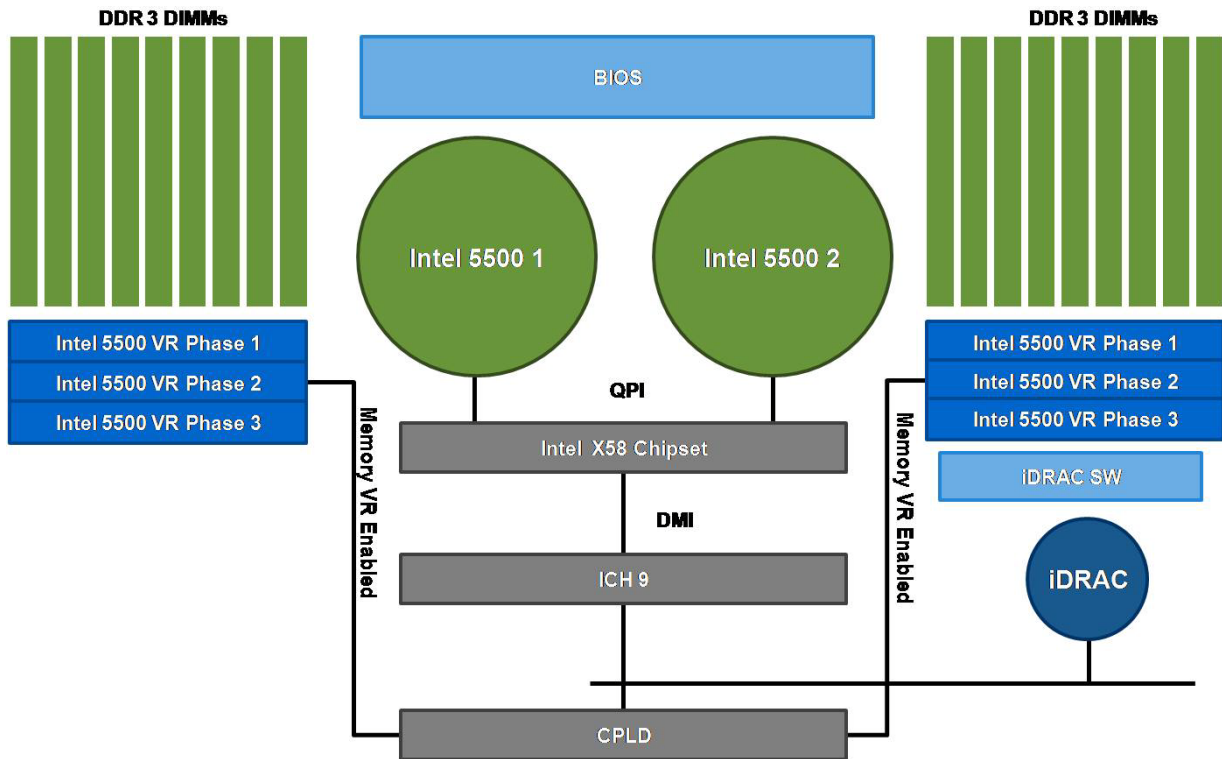 DDR 3 DIMMs
DDR 3 DIMMs
BIOS
Intel 5500 1
Intel 5500 2
Intel 5500 VR Phase 1
Intel 5500 VR Phase 2
Intel 5500 VR Phase 3
Intel 5500 VR Phase 1
Intel 5500 VR Phase 2
Intel 5500 VR Phase 3
QPI
Memory VR Enabled
Intel X58 Chipset
Memory VR Enabled
iDRAC SW
DMI
ICH 9
iDRAC
CPLD